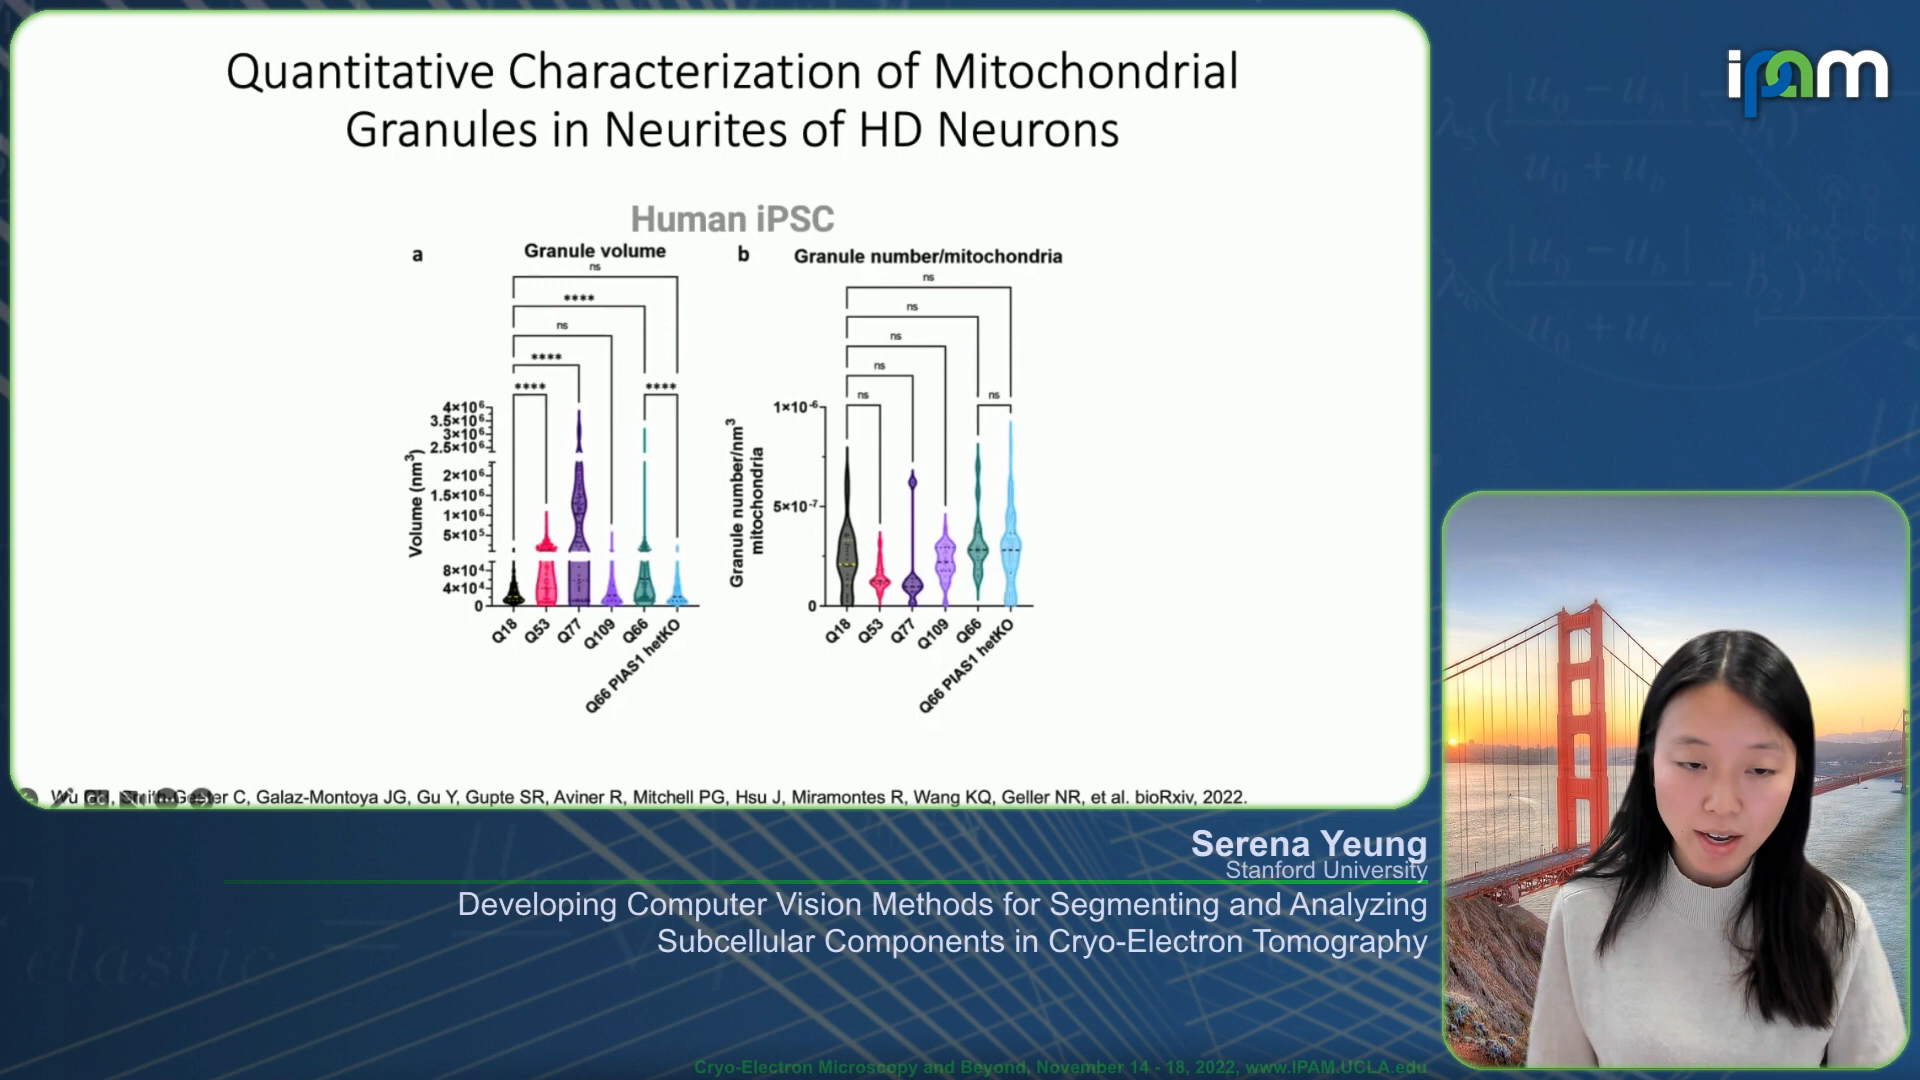 Quantitative Characterization of Mitochondrial
Granules in Neurites of HD Neurons
Human iPSC
a
Granule volume
ns
****
ns
****
****
****
4×10⁶
3.5×10⁶
3×10⁶
2.5×10⁶
2×10⁶
1.5×10⁶
1×10⁶
5×10⁵
8×10⁴
4×10⁴
0
Volume (nm³)
Q18
Q53
Q77
Q109
Q66
Q66 PIAS1 hetKO
b
Granule number/mitochondria
ns
ns
ns
ns
ns
ns
1×10⁻⁶
5×10⁻⁷
0
Granule number/nm³
mitochondria
Q18
Q53
Q77
Q109
Q66
Q66 PIAS1 hetKO
Wu C, Galaz-Montoya JG, Gu Y, Gupte SR, Aviner R, Mitchell PG, Hsu J, Miramontes R, Wang KQ, Geller NR, et al. bioRxiv, 2022.
ipam
Serena Yeung
Stanford University
Developing Computer Vision Methods for Segmenting and Analyzing
Subcellular Components in Cryo-Electron Tomography
Cryo-Electron Microscopy and Beyond, November 14 - 18, 2022, www.IPAM.UCLA.edu